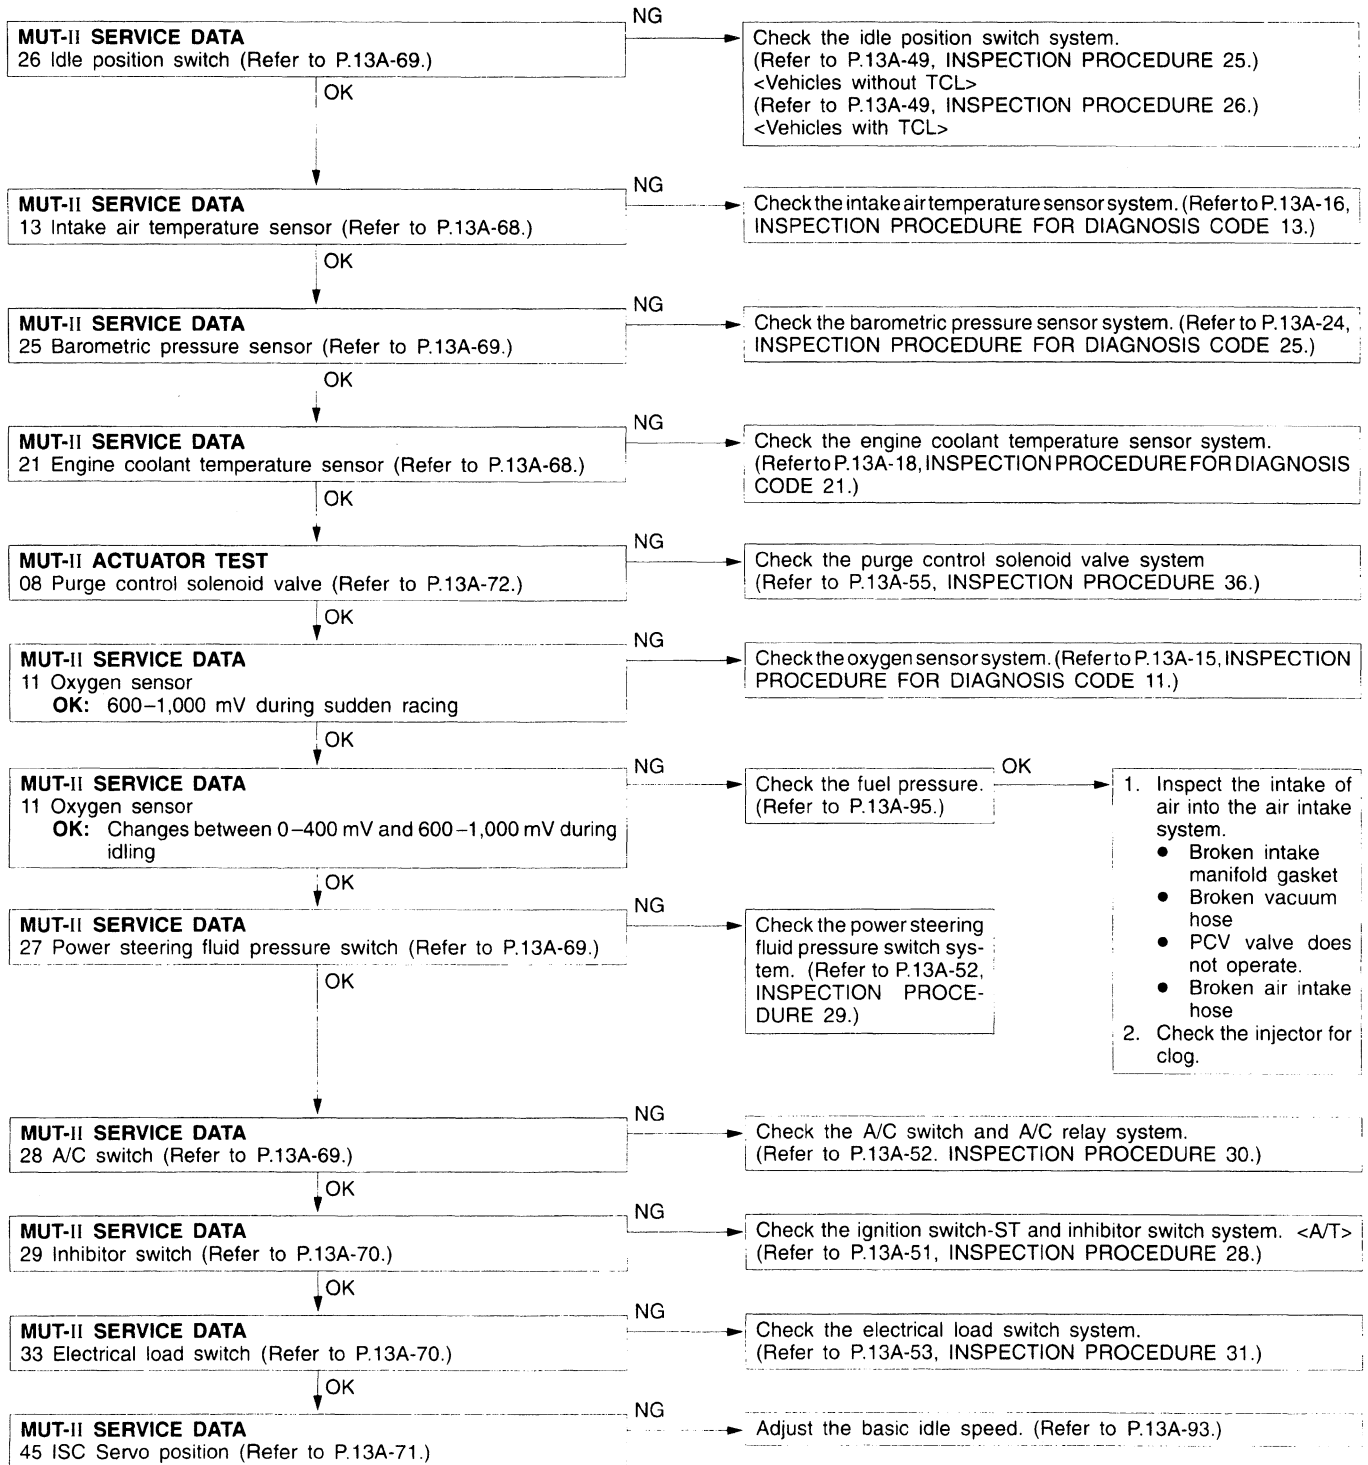 NG
MUT-II SERVICE DATA
26 Idle position switch (Refer to P.13A-69.)
Check the idle position switch system.
(Refer to P.13A-49, INSPECTION PROCEDURE 25.)
<Vehicles without TCL>
(Refer to P.13A-49, INSPECTION PROCEDURE 26.)
<Vehicles with TCL>
OK
NG
MUT-II SERVICE DATA
13 Intake air temperature sensor (Refer to P.13A-68.)
Check the intake air temperature sensor system. (Refer to P.13A-16,
INSPECTION PROCEDURE FOR DIAGNOSIS CODE 13.)
OK
NG
MUT-II SERVICE DATA
25 Barometric pressure sensor (Refer to P.13A-69.)
Check the barometric pressure sensor system. (Refer to P.13A-24,
INSPECTION PROCEDURE FOR DIAGNOSIS CODE 25.)
OK
NG
MUT-II SERVICE DATA
21 Engine coolant temperature sensor (Refer to P.13A-68.)
Check the engine coolant temperature sensor system.
(Refer to P.13A-18, INSPECTION PROCEDURE FOR DIAGNOSIS
CODE 21.)
OK
NG
MUT-II ACTUATOR TEST
08 Purge control solenoid valve (Refer to P.13A-72.)
Check the purge control solenoid valve system
(Refer to P.13A-55, INSPECTION PROCEDURE 36.)
OK
NG
MUT-II SERVICE DATA
11 Oxygen sensor
OK: 600–1,000 mV during sudden racing
Check the oxygen sensor system. (Refer to P.13A-15, INSPECTION
PROCEDURE FOR DIAGNOSIS CODE 11.)
OK
NG
MUT-II SERVICE DATA
11 Oxygen sensor
OK: Changes between 0–400 mV and 600–1,000 mV during
idling
Check the fuel pressure.
(Refer to P.13A-95.)
OK
1. Inspect the intake of
air into the air intake
system.
● Broken intake
manifold gasket
● Broken vacuum
hose
● PCV valve does
not operate.
● Broken air intake
hose
2. Check the injector for
clog.
OK
NG
MUT-II SERVICE DATA
27 Power steering fluid pressure switch (Refer to P.13A-69.)
Check the power steering
fluid pressure switch sys-
tem. (Refer to P.13A-52,
INSPECTION PROCE-
DURE 29.)
OK
NG
MUT-II SERVICE DATA
28 A/C switch (Refer to P.13A-69.)
Check the A/C switch and A/C relay system.
(Refer to P.13A-52. INSPECTION PROCEDURE 30.)
OK
NG
MUT-II SERVICE DATA
29 Inhibitor switch (Refer to P.13A-70.)
Check the ignition switch-ST and inhibitor switch system. <A/T>
(Refer to P.13A-51, INSPECTION PROCEDURE 28.)
OK
NG
MUT-II SERVICE DATA
33 Electrical load switch (Refer to P.13A-70.)
Check the electrical load switch system.
(Refer to P.13A-53, INSPECTION PROCEDURE 31.)
OK
NG
MUT-II SERVICE DATA
45 ISC Servo position (Refer to P.13A-71.)
Adjust the basic idle speed. (Refer to P.13A-93.)